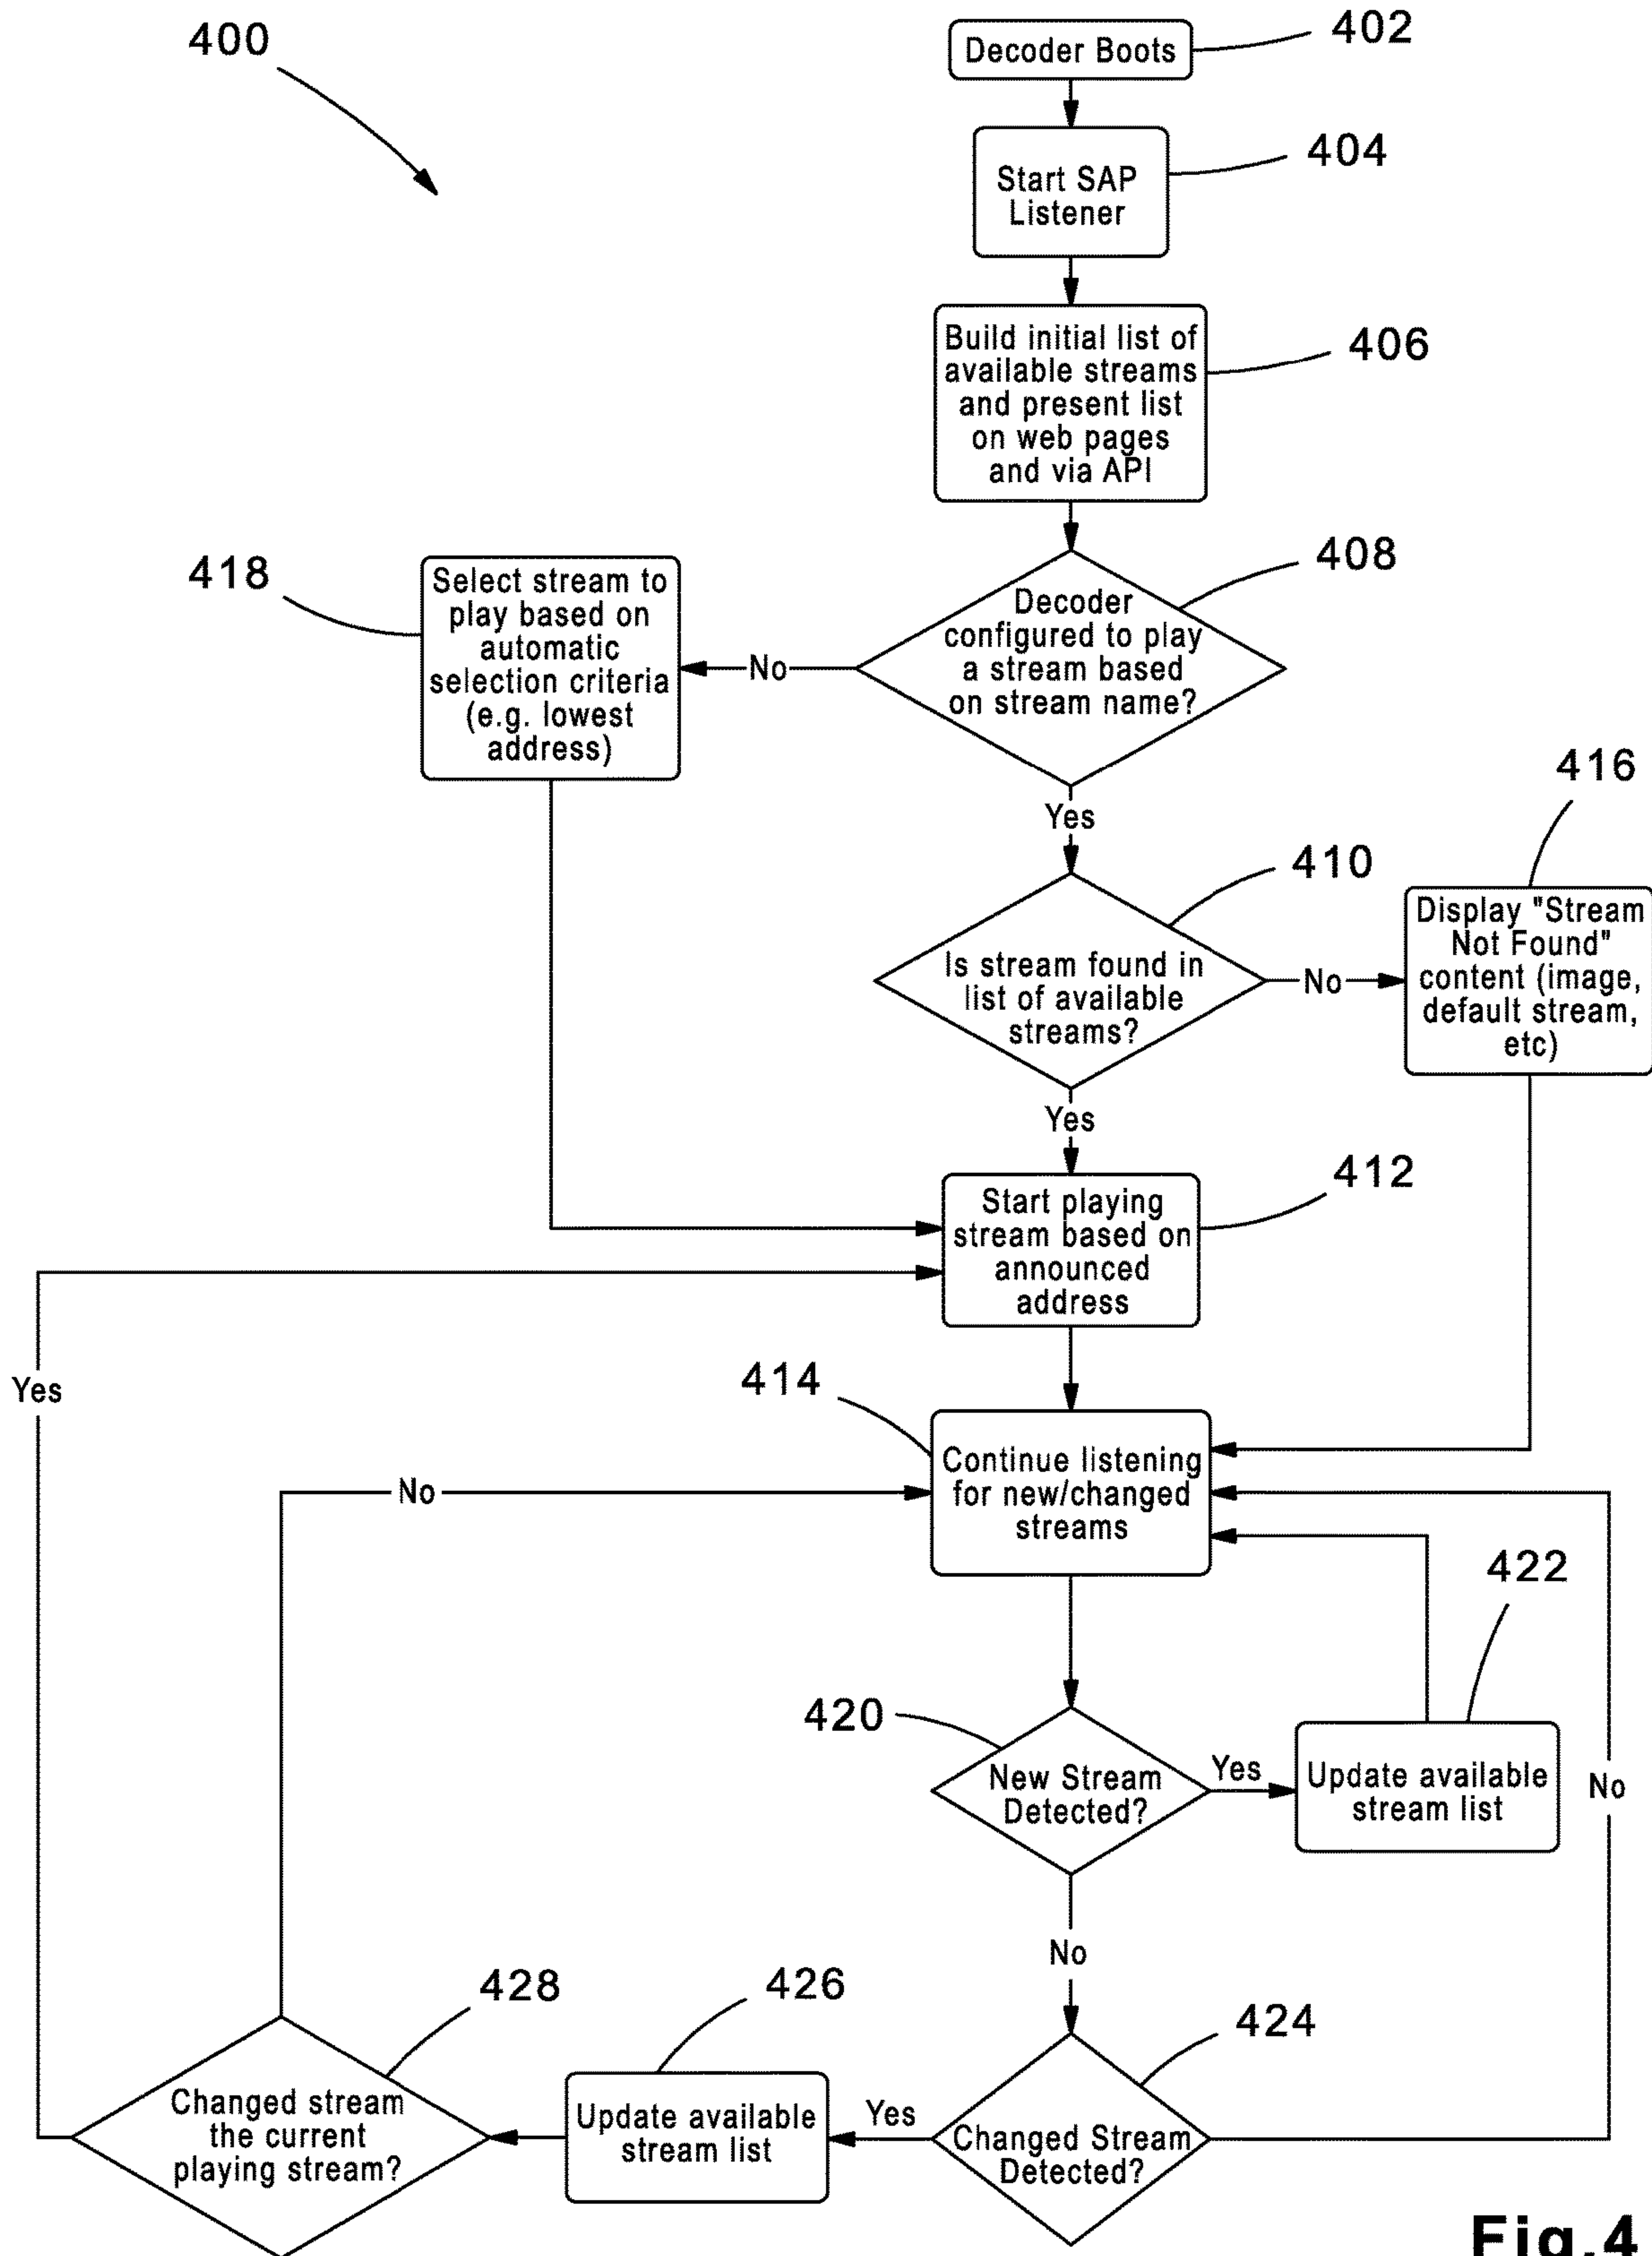 400
Decoder Boots
402
Start SAP
Listener
404
Build initial list of
available streams
and present list
on web pages
and via API
406
Decoder
configured to play
a stream based
on stream name?
408
No
418
Select stream to
play based on
automatic
selection criteria
(e.g. lowest
address)
Yes
410
Is stream found in
list of available
streams?
No
416
Display "Stream
Not Found"
content (image,
default stream,
etc)
Yes
412
Start playing
stream based on
announced
address
Yes
414
Continue listening
for new/changed
streams
No
420
New Stream
Detected?
Yes
422
Update available
stream list
No
No
424
Changed Stream
Detected?
Yes
426
Update available
stream list
428
Changed stream
the current
playing stream?
Fig.4